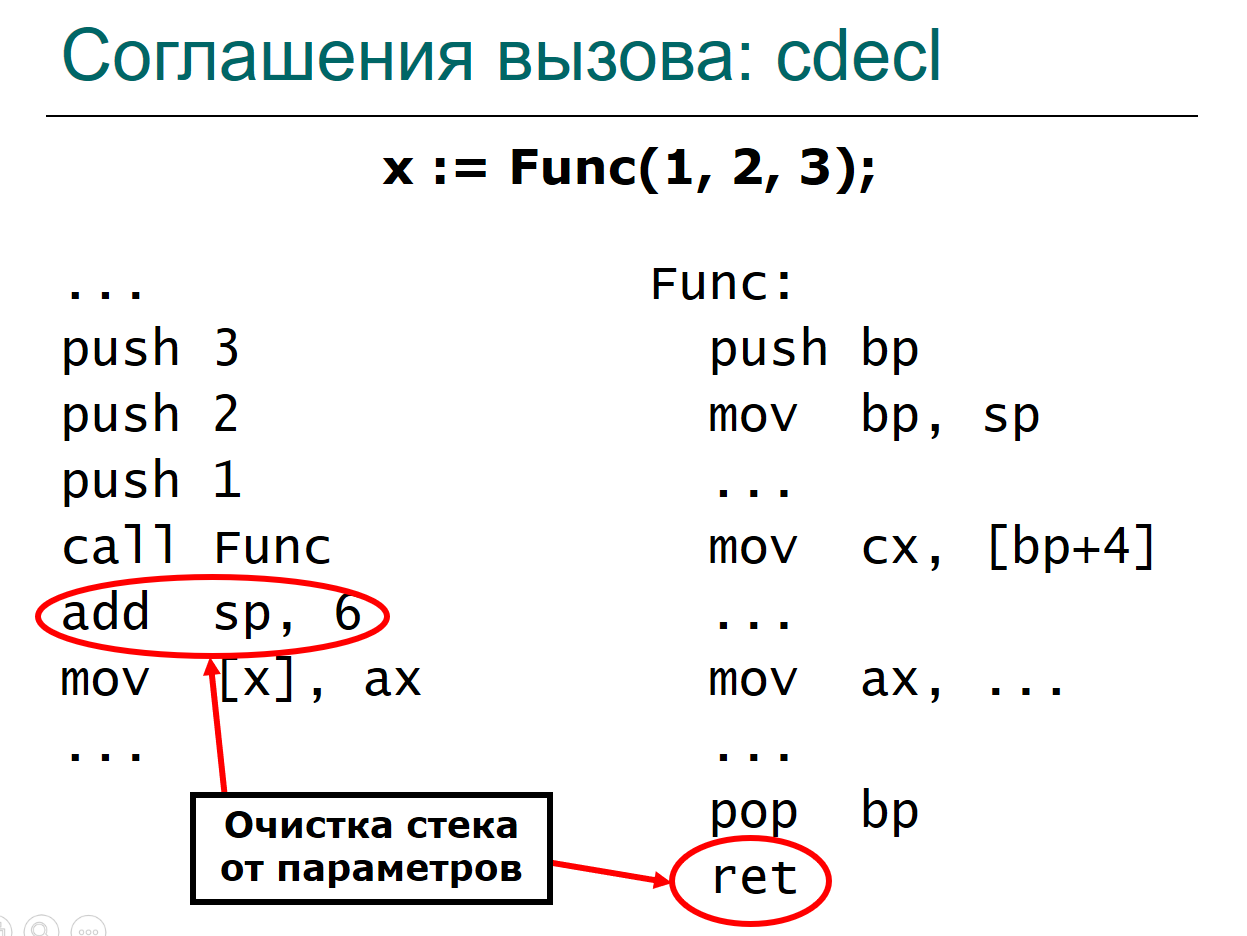 Соглашения вызова: cdecl
x := Func(1, 2, 3);
...
push 3
push 2
push 1
call Func
add sp, 6
mov [x], ax
...
Func:
push bp
mov bp, sp
...
mov cx, [bp+4]
...
mov ax, ...
...
pop bp
ret
Очистка стека
от параметров